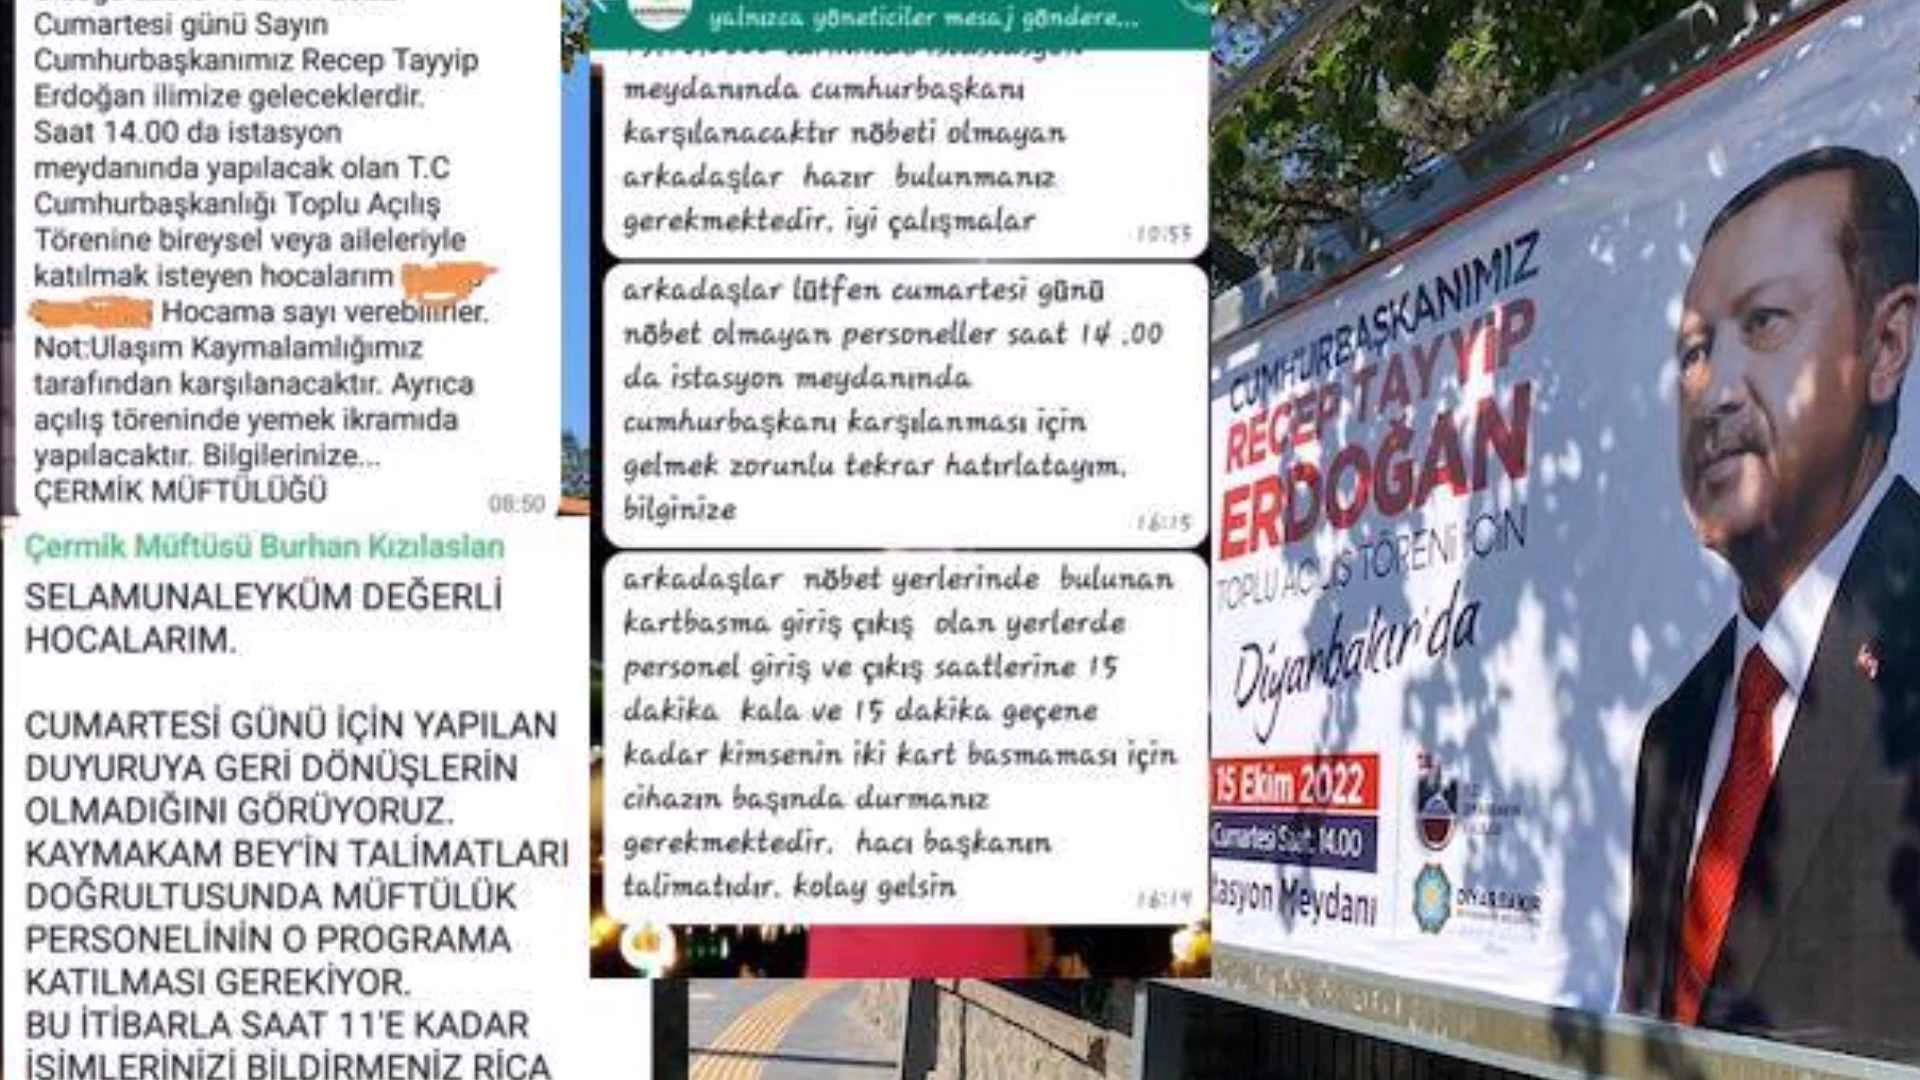 Cumartesi günü Sayın
Cumhurbaşkanımız Recep Tayyip
Erdoğan ilimize geleceklerdir.
Saat 14.00 da istasyon
meydanında yapılacak olan T.C
Cumhurbaşkanlığı Toplu Açılış
Törenine bireysel veya aileleriyle
katılmak isteyen hocalarım
Hocama sayı verebilirler.
Not:Ulaşım Kaymalamlığımız
tarafından karşılanacaktır. Ayrıca
açılış töreninde yemek ikramıda
yapılacaktır. Bilgilerinize...
ÇERMİK MÜFTÜLÜĞÜ
08:50
Çermik Müftüsü Burhan Kızılaslan
SELAMUNALEYKÜM DEĞERLİ
HOCALARIM.
CUMARTESİ GÜNÜ İÇİN YAPILAN
DUYURUYA GERİ DÖNÜŞLERİN
OLMADIĞINI GÖRÜYORUZ.
KAYMAKAM BEY'İN TALİMATLARI
DOĞRULTUSUNDA MÜFTÜLÜK
PERSONELİNİN O PROGRAMA
KATILMASI GEREKİYOR.
BU İTİBARLA SAAT 11'E KADAR
İSİMLERİNİZİ BİLDİRMENİZ RİCA
yalnızca yöneticiler mesaj göndere...
meydanında cumhurbaşkanı
karşılanacaktır nöbeti olmayan
arkadaşlar hazır bulunmanız
gerekmektedir. iyi çalışmalar
10:55
arkadaşlar lütfen cumartesi günü
nöbet olmayan personeller saat 14 .00
da istasyon meydanında
cumhurbaşkanı karşılanması için
gelmek zorunlu tekrar hatırlatayım.
bilginize
16:15
arkadaşlar nöbet yerlerinde bulunan
kartbasma giriş çıkış olan yerlerde
personel giriş ve çıkış saatlerine 15
dakika kala ve 15 dakika geçene
kadar kimsenin iki kart basmaması için
cihazın başında durmanız
gerekmektedir. hacı başkanın
talimatıdır. kolay gelsin
16:19
CUMHURBAŞKANIMIZ
RECEP TAYYİP
ERDOĞAN
TOPLU AÇILIŞ TÖRENİ İÇİN
Diyarbakır'da
15 Ekim 2022
Cumartesi Saat: 14.00
tasyon Meydanı
DİYARBAKIR